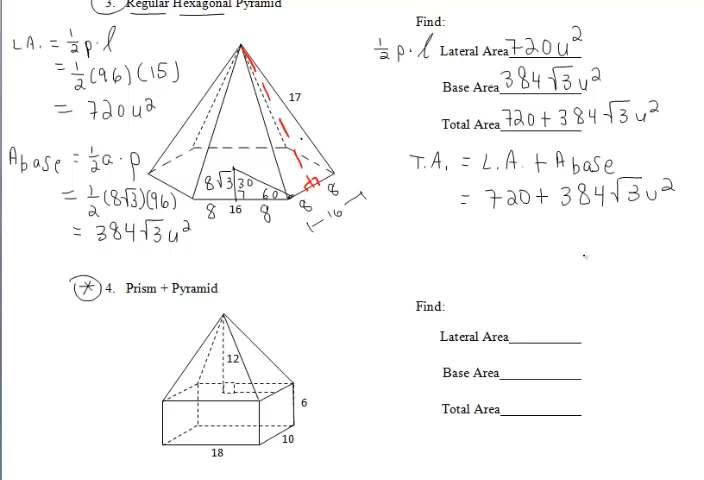 3. Regular Hexagonal Pyramid
L.A. = 1/2 p · l
= 1/2 (96)(15)
= 720 u²
17
8√3
30
7
60
8
16
8
8
8
16
A base = 1/2 a · p
= 1/2 (8√3)(96)
= 384√3 u²
Find:
1/2 p · l Lateral Area 720 u²
Base Area 384√3 u²
Total Area 720 + 384√3 u²
T.A. = L.A. + A base
= 720 + 384√3 u²
* 4. Prism + Pyramid
12
6
10
18
Find:
Lateral Area
Base Area
Total Area